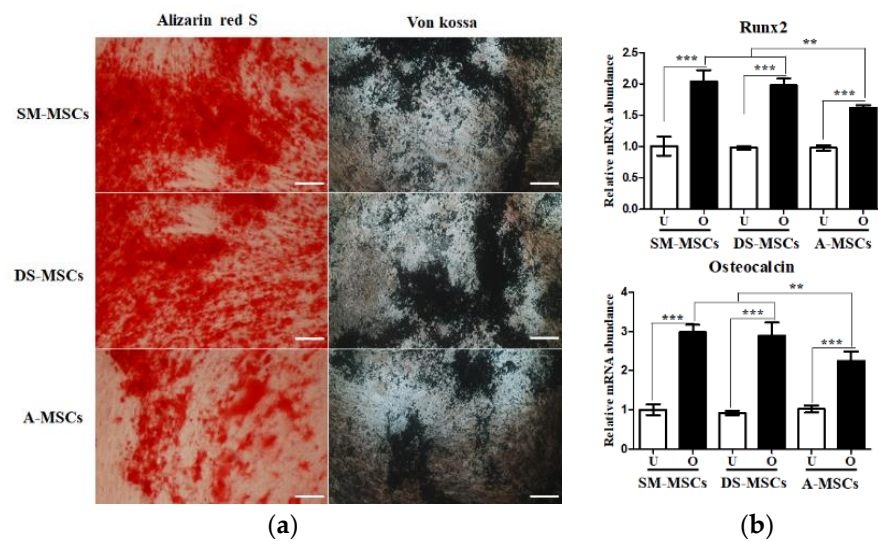 Alizarin red S
Von kossa
SM-MSCs
DS-MSCs
A-MSCs
(a)
Runx2
Relative mRNA abundance
2.5
2.0
1.5
1.0
0.5
0.0
***
***
**
***
U O U O U O
SM-MSCs DS-MSCs A-MSCs
Osteocalcin
Relative mRNA abundance
4
3
2
1
0
***
***
**
***
U O U O U O
SM-MSCs DS-MSCs A-MSCs
(b)